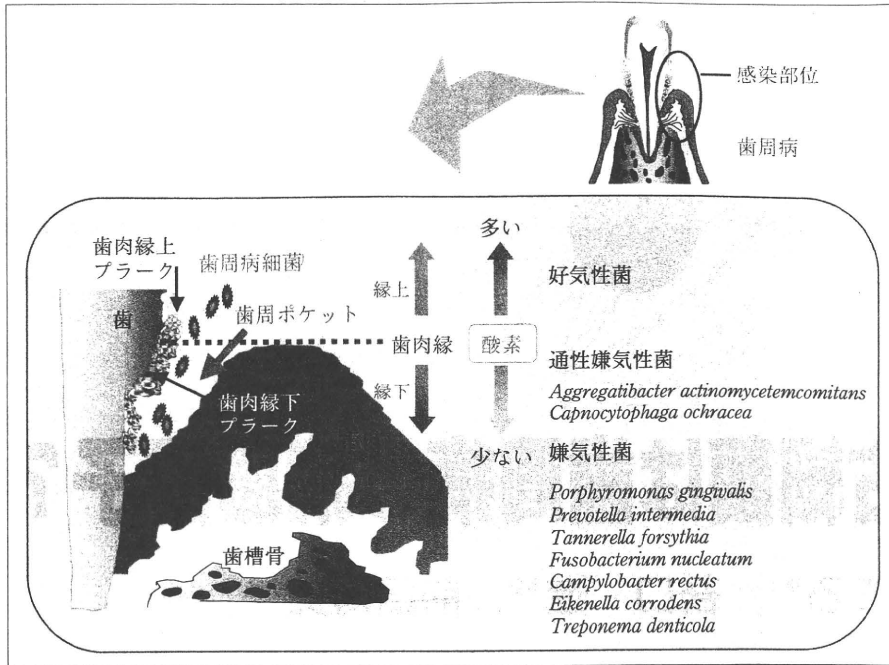 感染部位
歯周病
多い
歯肉縁上
プラーク
歯周病細菌
好気性菌
縁上
歯
歯周ポケット
歯肉縁
酸素
通性嫌気性菌
縁下
Aggregatibacter actinomycetemcomitans
Capnocytophaga ochracea
歯肉縁下
プラーク
少ない
嫌気性菌
Porphyromonas gingivalis
Prevotella intermedia
Tannerella forsythia
Fusobacterium nucleatum
歯槽骨
Campylobacter rectus
Eikenella corrodens
Treponema denticola